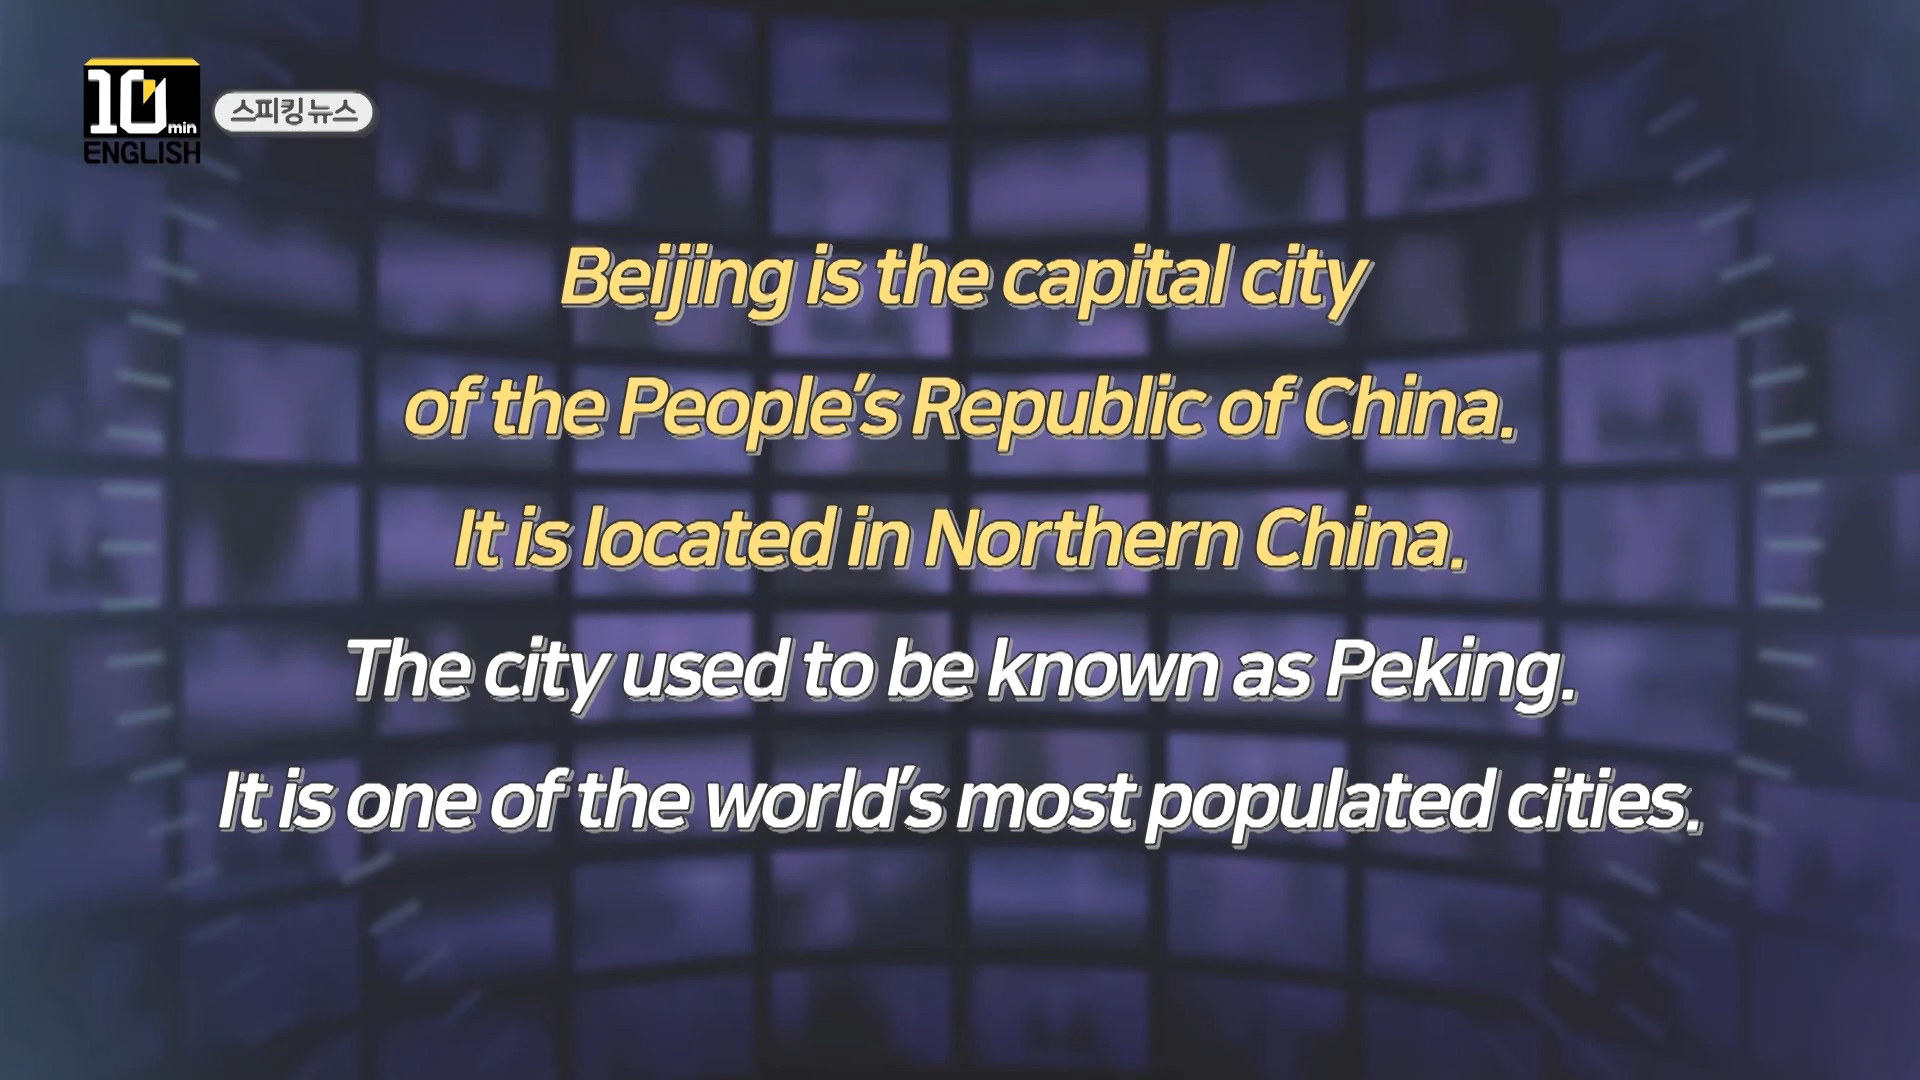 10min
ENGLISH
스피킹 뉴스
Beijing is the capital city
of the People's Republic of China.
It is located in Northern China.
The city used to be known as Peking.
It is one of the world's most populated cities.